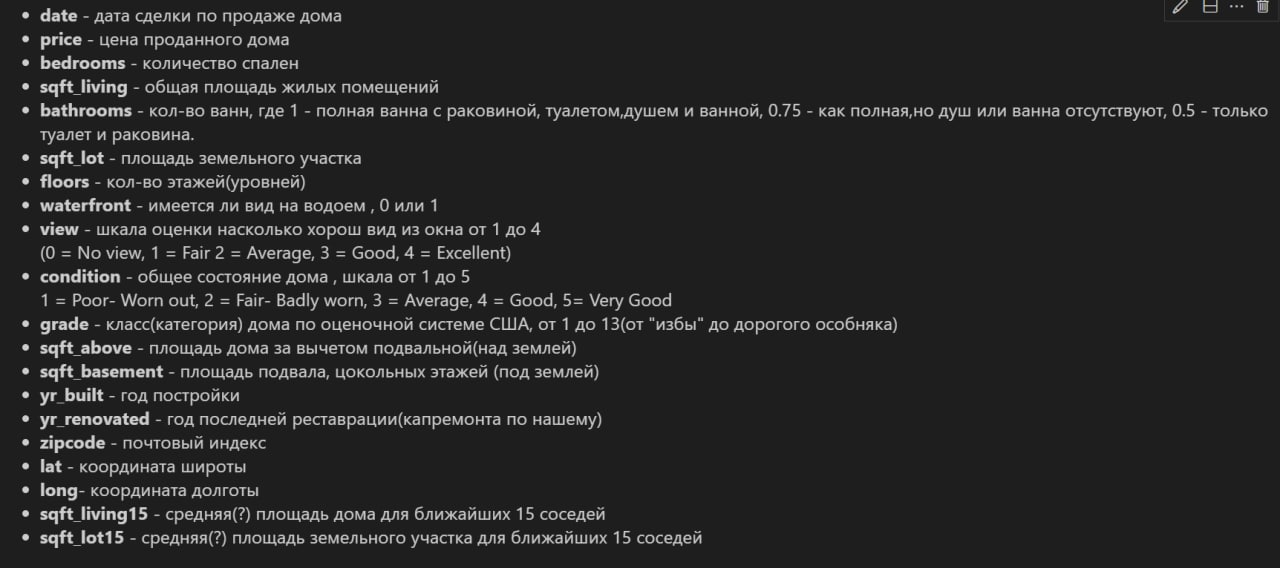 • date - дата сделки по продаже дома
• price - цена проданного дома
• bedrooms - количество спален
• sqft_living - общая площадь жилых помещений
• bathrooms - кол-во ванн, где 1 - полная ванна с раковиной, туалетом,душем и ванной, 0.75 - как полная,но душ или ванна отсутствуют, 0.5 - только
туалет и раковина.
• sqft_lot - площадь земельного участка
• floors - кол-во этажей(уровней)
• waterfront - имеется ли вид на водоем , 0 или 1
• view - шкала оценки насколько хорош вид из окна от 1 до 4
(0 = No view, 1 = Fair 2 = Average, 3 = Good, 4 = Excellent)
• condition - общее состояние дома , шкала от 1 до 5
1 = Poor- Worn out, 2 = Fair- Badly worn, 3 = Average, 4 = Good, 5= Very Good
• grade - класс(категория) дома по оценочной системе США, от 1 до 13(от "избы" до дорогого особняка)
• sqft_above - площадь дома за вычетом подвальной(над землей)
• sqft_basement - площадь подвала, цокольных этажей (под землей)
• yr_built - год постройки
• yr_renovated - год последней реставрации(капремонта по нашему)
• zipcode - почтовый индекс
• lat - координата широты
• long- координата долготы
• sqft_living15 - средняя(?) площадь дома для ближайших 15 соседей
• sqft_lot15 - средняя(?) площадь земельного участка для ближайших 15 соседей